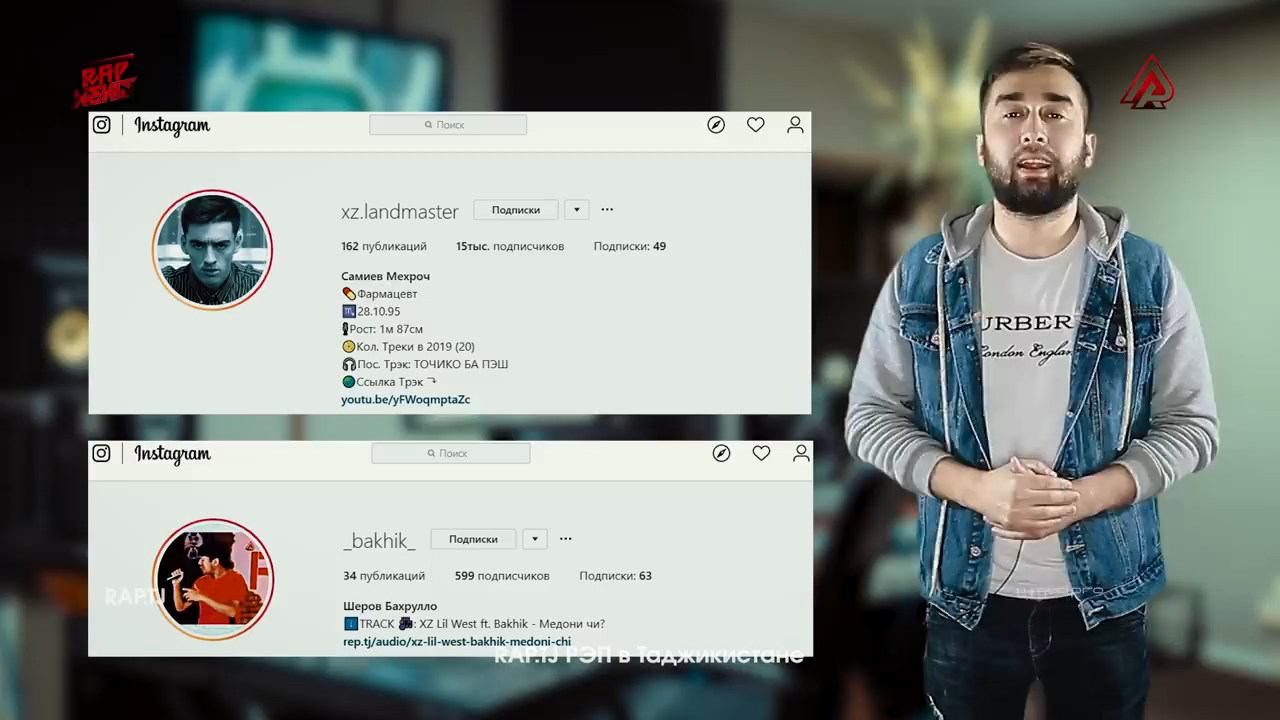 RAP
NEWS
Instagram
Поиск
xz.landmaster Подписки
162 публикаций 15тыс. подписчиков Подписки: 49
Самиев Мехроч
Фармацевт
28.10.95
Рост: 1м 87см
Кол. Треки в 2019 (20)
Пос. Трэк: ТОЧИКО БА ПЭШ
Ссылка Трэк
youtu.be/yFWoqmptaZc
Instagram
Поиск
_bakhik_ Подписки
34 публикаций 599 подписчиков Подписки: 63
Шеров Бахрулло
TRACK : XZ Lil West ft. Bakhik - Медони чи?
rep.tj/audio/xz-lil-west-bakhik-medoni-chi
RAP.TJ
RAP.TJ РЭП в Таджикистане
URBER
London Englan